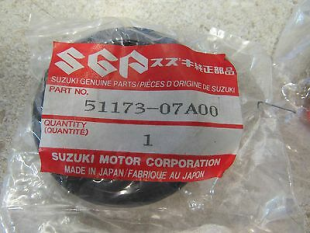 SGP スズキ純正部品
SUZUKI GENUINE PARTS/PIÈCES D'ORIGINE DE SUZUKI
PART NO.
51173-07A00
QUANTITY
(QUANTITÉ)
1
SUZUKI MOTOR CORPORATION
MADE IN JAPAN/FABRIQUÉ AU JAPON